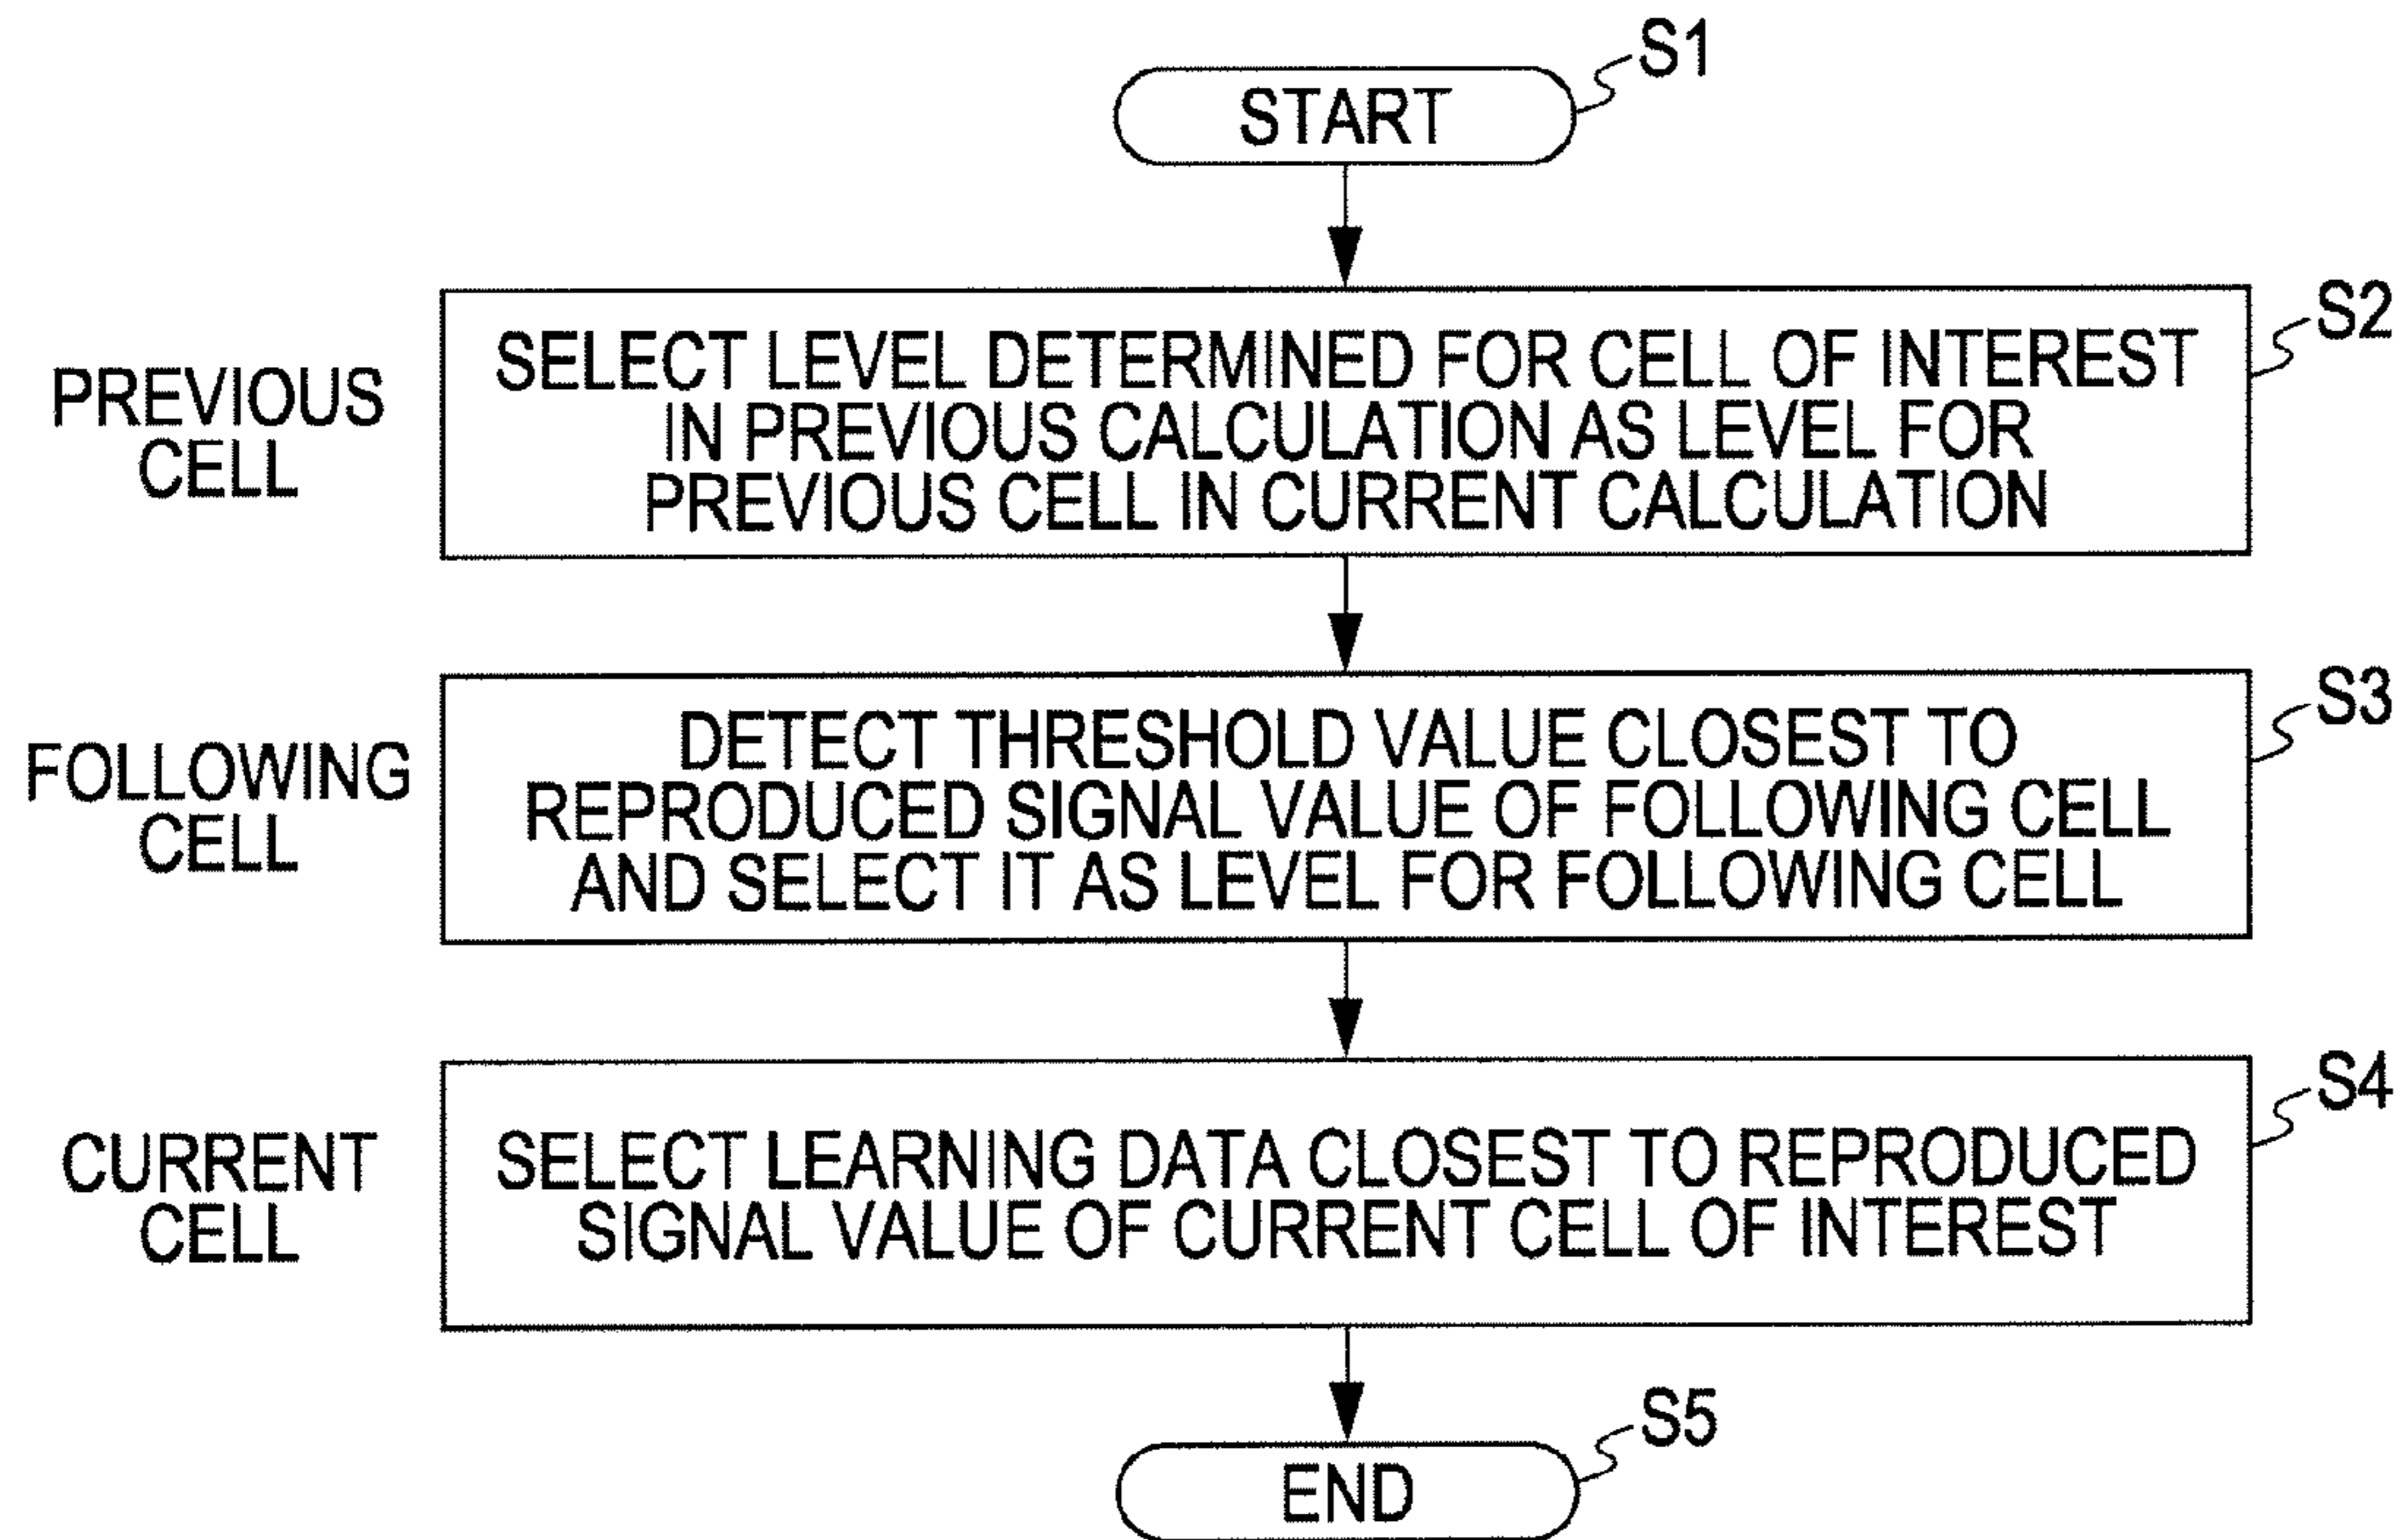 START
S1
PREVIOUS
CELL
SELECT LEVEL DETERMINED FOR CELL OF INTEREST
IN PREVIOUS CALCULATION AS LEVEL FOR
PREVIOUS CELL IN CURRENT CALCULATION
S2
FOLLOWING
CELL
DETECT THRESHOLD VALUE CLOSEST TO
REPRODUCED SIGNAL VALUE OF FOLLOWING CELL
AND SELECT IT AS LEVEL FOR FOLLOWING CELL
S3
CURRENT
CELL
SELECT LEARNING DATA CLOSEST TO REPRODUCED
SIGNAL VALUE OF CURRENT CELL OF INTEREST
S4
END
S5